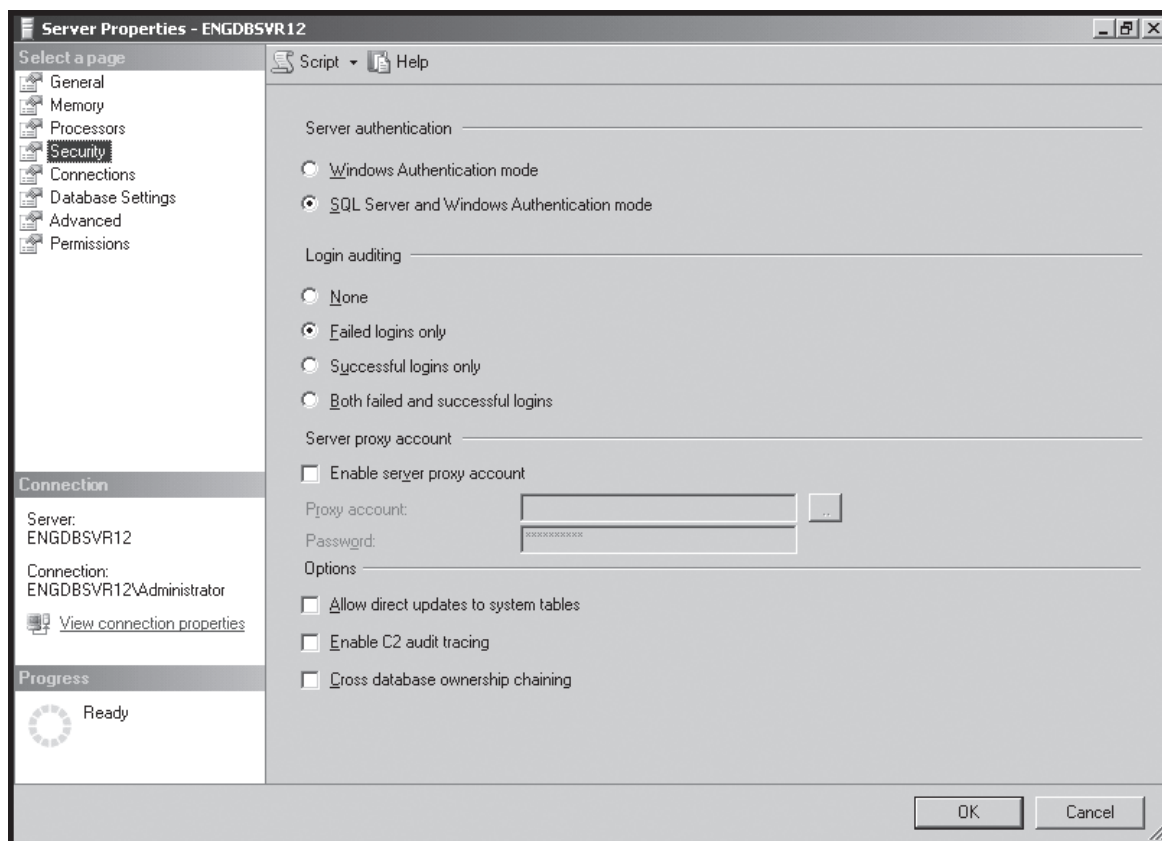 Server Properties - ENGDBSVR12
Select a page
General
Memory
Processors
Security
Connections
Database Settings
Advanced
Permissions
Connection
Server:
ENGDBSVR12
Connection:
ENGDBSVR12\Administrator
View connection properties
Progress
Ready
Script Help
Server authentication
Windows Authentication mode
SQL Server and Windows Authentication mode
Login auditing
None
Failed logins only
Successful logins only
Both failed and successful logins
Server proxy account
Enable server proxy account
Proxy account:
..
Password:
**********
Options
Allow direct updates to system tables
Enable C2 audit tracing
Cross database ownership chaining
OK Cancel